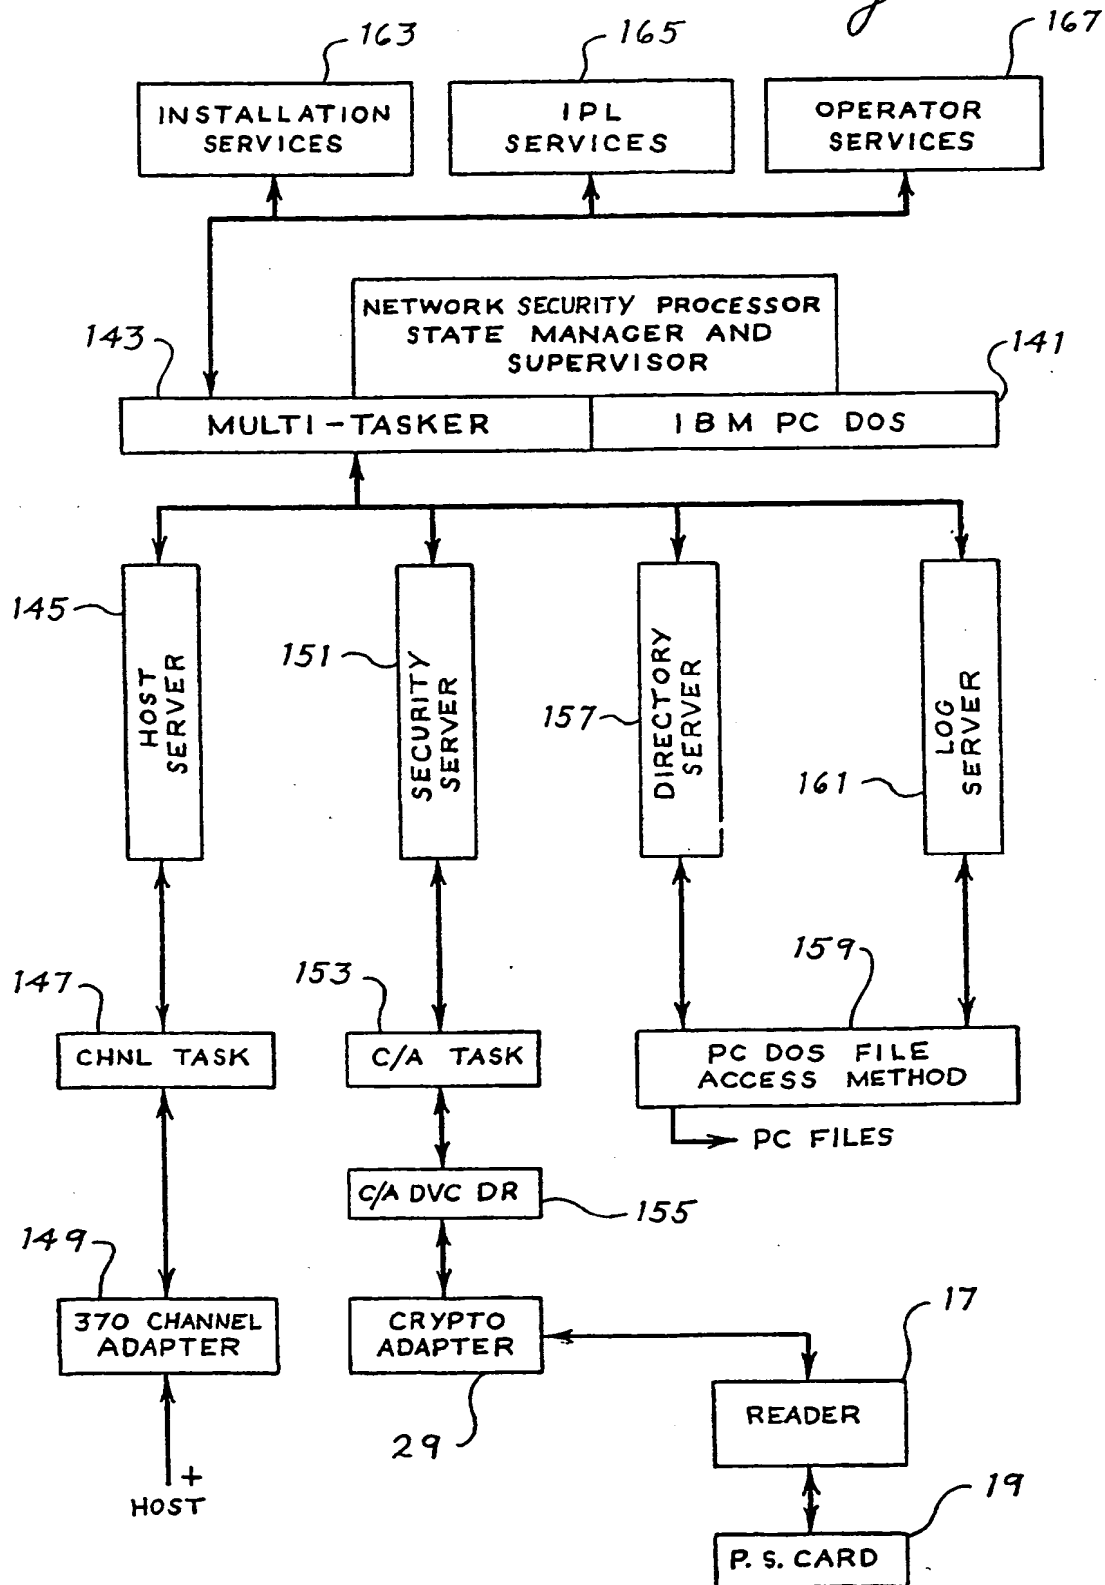 163
165
167
INSTALLATION
SERVICES
IPL
SERVICES
OPERATOR
SERVICES
NETWORK SECURITY PROCESSOR
STATE MANAGER AND
SUPERVISOR
143
141
MULTI-TASKER
IBM PC DOS
145
HOST
SERVER
151
SECURITY
SERVER
157
DIRECTORY
SERVER
161
LOG
SERVER
147
153
159
CHNL TASK
C/A TASK
PC DOS FILE
ACCESS METHOD
PC FILES
C/A DVC DR
155
149
370 CHANNEL
ADAPTER
CRYPTO
ADAPTER
17
READER
29
+
HOST
19
P. S. CARD